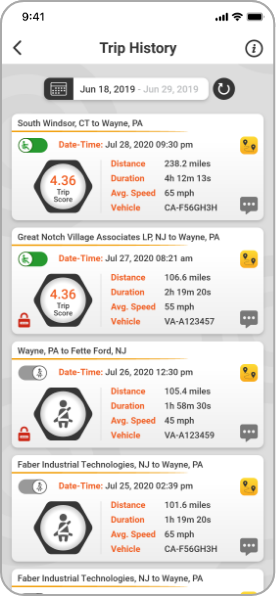 9:41
Trip History
Jun 18, 2019 - Jun 29, 2019
South Windsor, CT to Wayne, PA
Date-Time: Jul 28, 2020 09:30 pm
4.36
Trip
Score
Distance 238.2 miles
Duration 4h 12m 13s
Avg. Speed 65 mph
Vehicle CA-F56GH3H
Great Notch Village Associates LP, NJ to Wayne, PA
Date-Time: Jul 27, 2020 08:21 am
4.36
Trip
Score
Distance 106.6 miles
Duration 2h 19m 20s
Avg. Speed 55 mph
Vehicle VA-A123457
Wayne, PA to Fette Ford, NJ
Date-Time: Jul 26, 2020 12:30 pm
Distance 105.4 miles
Duration 1h 58m 30s
Avg. Speed 45 mph
Vehicle VA-A123459
Faber Industrial Technologies, NJ to Wayne, PA
Date-Time: Jul 25, 2020 02:39 pm
Distance 101.6 miles
Duration 1h 19m 20s
Avg. Speed 65 mph
Vehicle CA-F56GH3H
Faber Industrial Technologies, NJ to Wayne, PA